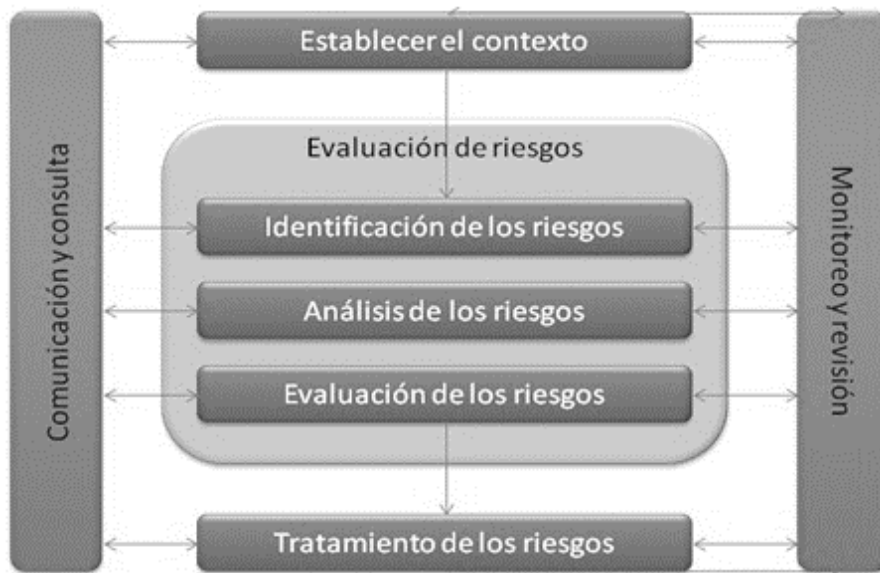 Establecer el contexto
Comunicación y consulta
Evaluación de riesgos
Identificación de los riesgos
Análisis de los riesgos
Evaluación de los riesgos
Tratamiento de los riesgos
Monitoreo y revisión